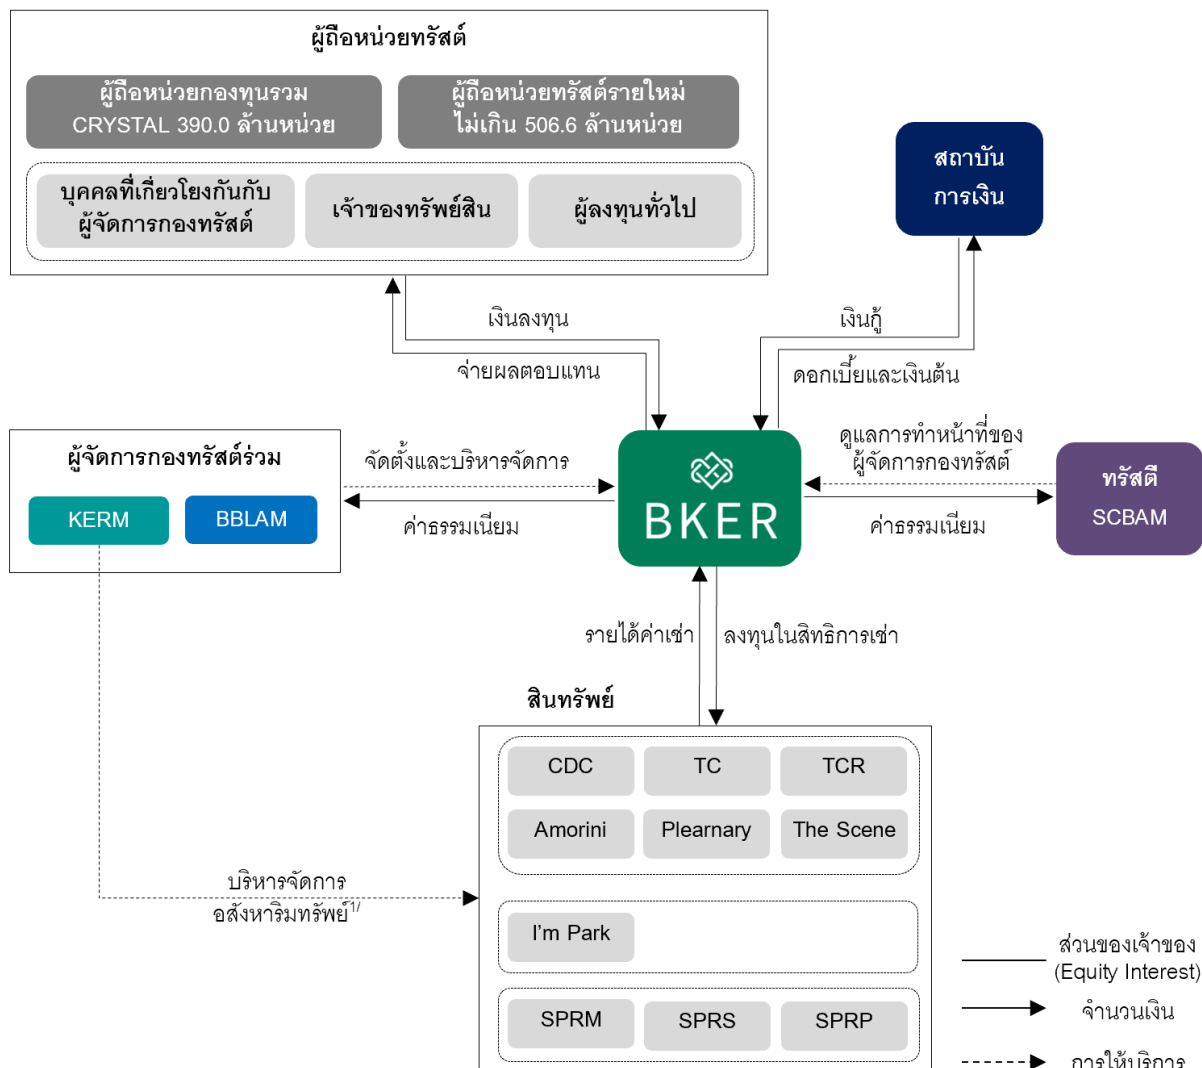 ผู้ถือหน่วยทรัสต์
ผู้ถือหน่วยกองทุนรวม
CRYSTAL 390.0 ล้านหน่วย
ผู้ถือหน่วยทรัสต์รายใหม่
ไม่เกิน 506.6 ล้านหน่วย
บุคคลที่เกี่ยวโยงกันกับ
ผู้จัดการกองทรัสต์
เจ้าของทรัพย์สิน
ผู้ลงทุนทั่วไป
สถาบัน
การเงิน
เงินลงทุน
จ่ายผลตอบแทน
เงินกู้
ดอกเบี้ยและเงินต้น
ผู้จัดการกองทรัสต์ร่วม
KERM
BBLAM
จัดตั้งและบริหารจัดการ
ค่าธรรมเนียม
BKER
ดูแลการทำหน้าที่ของ
ผู้จัดการกองทรัสต์
ค่าธรรมเนียม
ทรัสตี
SCBAM
รายได้ค่าเช่า
ลงทุนในสิทธิการเช่า
สินทรัพย์
CDC
TC
TCR
Amorini
Plearnary
The Scene
บริหารจัดการ
อสังหาริมทรัพย์1/
I'm Park
SPRM
SPRS
SPRP
ส่วนของเจ้าของ
(Equity Interest)
จำนวนเงิน
การให้บริการ